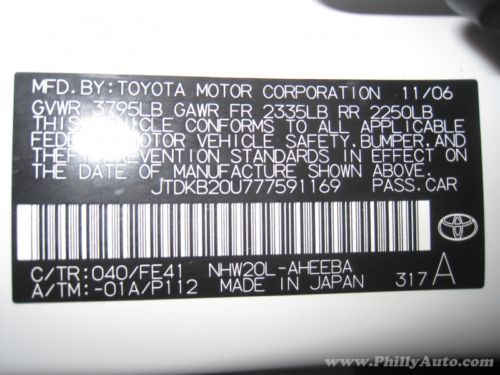 MFD. BY: TOYOTA MOTOR CORPORATION 11/06
GVWR 3795LB GAWR FR 2335LB RR 2250LB
THIS VEHICLE CONFORMS TO ALL APPLICABLE
FEDERAL MOTOR VEHICLE SAFETY, BUMPER, AND
THEFT PREVENTION STANDARDS IN EFFECT ON
THE DATE OF MANUFACTURE SHOWN ABOVE.
JTDKB20U777591169 PASS. CAR
TOYOTA
C/TR: 040/FE41 NHW20L-AHEEBA 317 A
A/TM: -01A/P112 MADE IN JAPAN
www.PhillyAuto.com